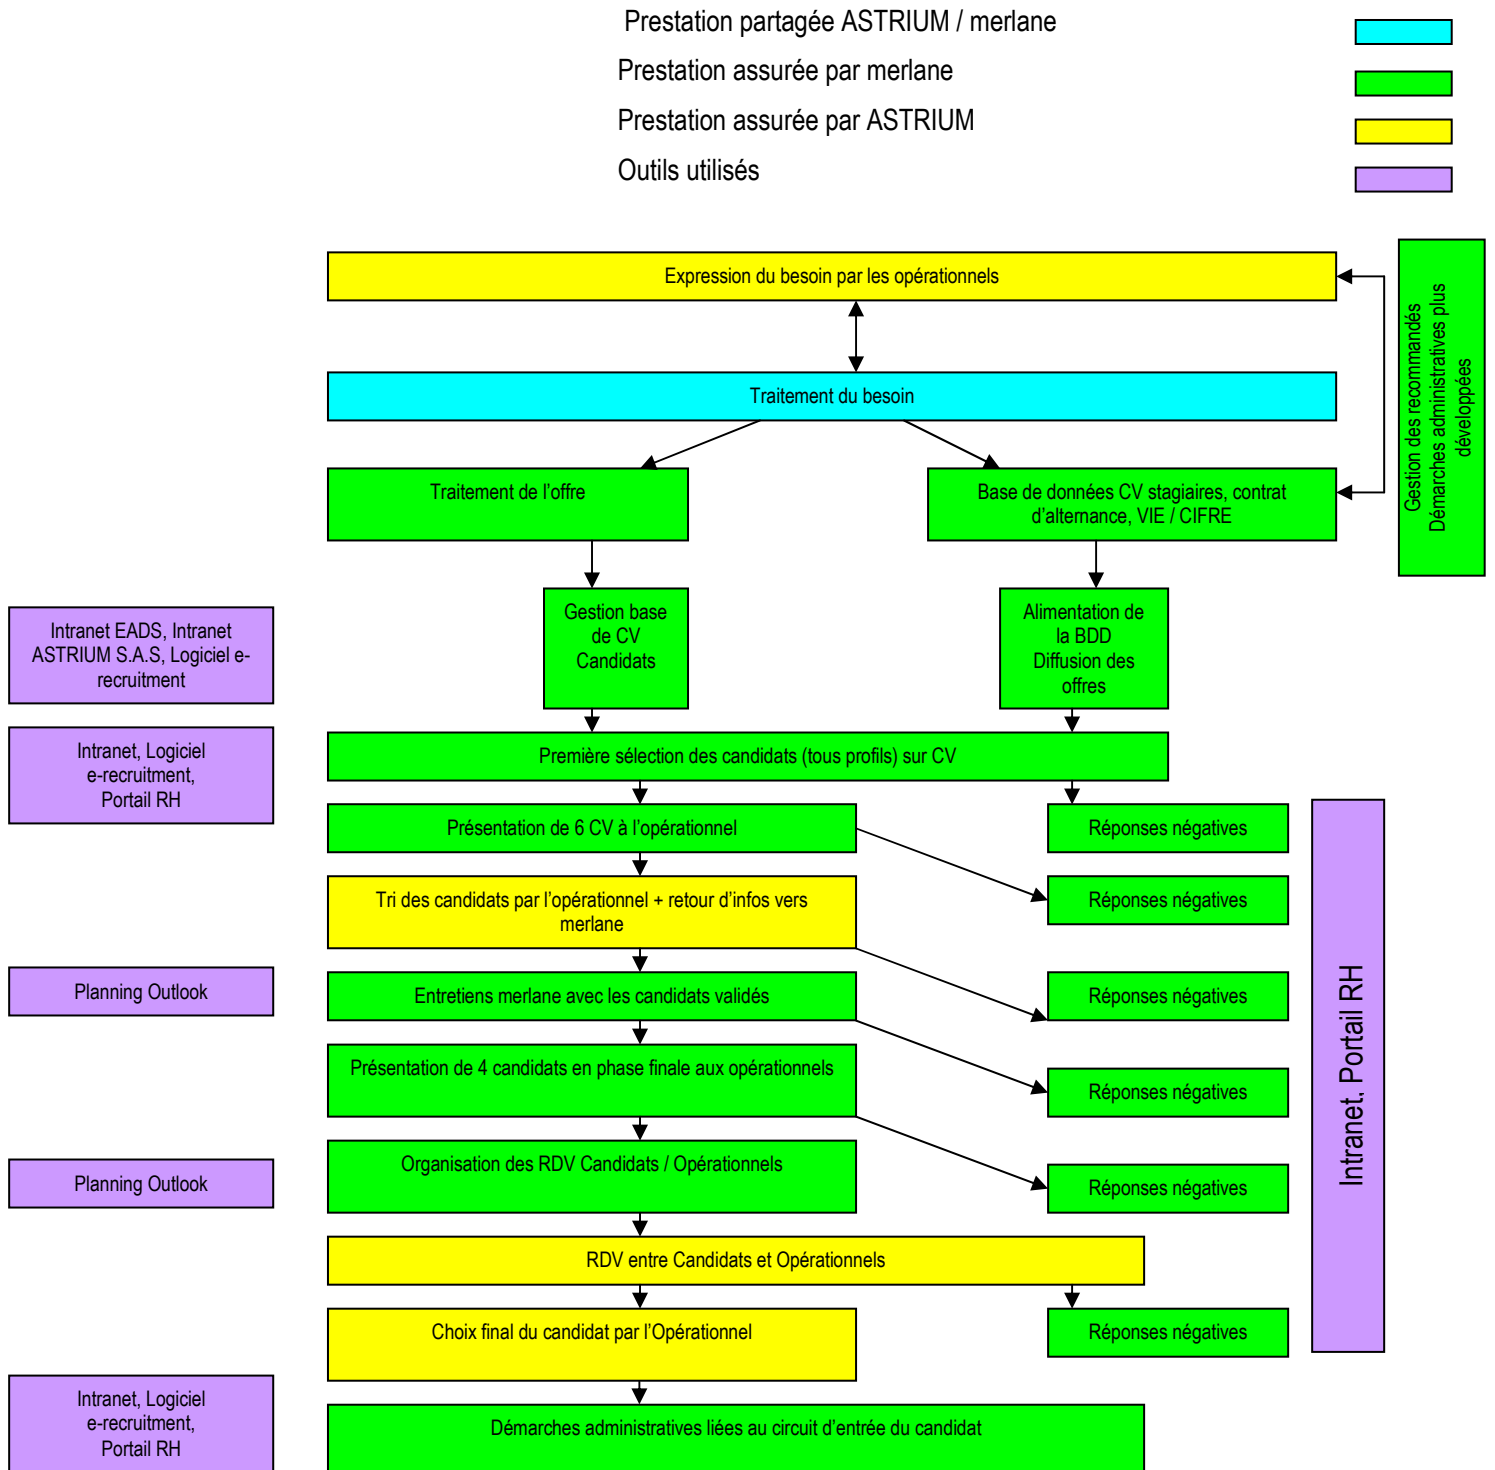 Prestation partagée ASTRIUM / merlane
Prestation assurée par merlane
Prestation assurée par ASTRIUM
Outils utilisés
Expression du besoin par les opérationnels
Gestion des recommandés
Démarches administratives plus
développées
Traitement du besoin
Traitement de l’offre
Base de données CV stagiaires, contrat
d’alternance, VIE / CIFRE
Intranet EADS, Intranet
ASTRIUM S.A.S, Logiciel e-
recruitment
Gestion base
de CV
Candidats
Alimentation de
la BDD
Diffusion des
offres
Intranet, Logiciel
e-recruitment,
Portail RH
Première sélection des candidats (tous profils) sur CV
Présentation de 6 CV à l’opérationnel
Réponses négatives
Tri des candidats par l’opérationnel + retour d’infos vers
merlane
Réponses négatives
Intranet, Portail RH
Planning Outlook
Entretiens merlane avec les candidats validés
Réponses négatives
Présentation de 4 candidats en phase finale aux opérationnels
Réponses négatives
Planning Outlook
Organisation des RDV Candidats / Opérationnels
Réponses négatives
RDV entre Candidats et Opérationnels
Choix final du candidat par l’Opérationnel
Réponses négatives
Intranet, Logiciel
e-recruitment,
Portail RH
Démarches administratives liées au circuit d’entrée du candidat